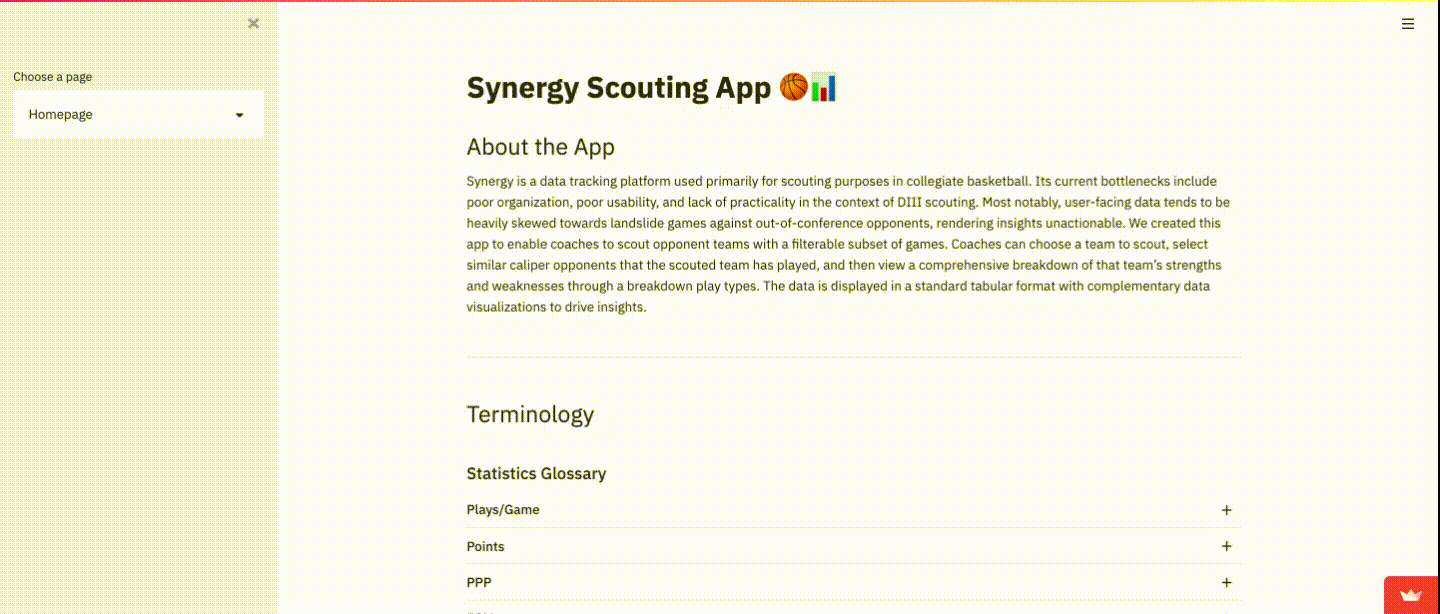 Choose a page
Homepage
Synergy Scouting App
About the App
Synergy is a data tracking platform used primarily for scouting purposes in collegiate basketball. Its current bottlenecks include
poor organization, poor usability, and lack of practicality in the context of DIII scouting. Most notably, user-facing data tends to be
heavily skewed towards landslide games against out-of-conference opponents, rendering insights unactionable. We created this
app to enable coaches to scout opponent teams with a filterable subset of games. Coaches can choose a team to scout, select
similar caliper opponents that the scouted team has played, and then view a comprehensive breakdown of that team's strengths
and weaknesses through a breakdown play types. The data is displayed in a standard tabular format with complementary data
visualizations to drive insights.
Terminology
Statistics Glossary
Plays/Game
Points
PPP